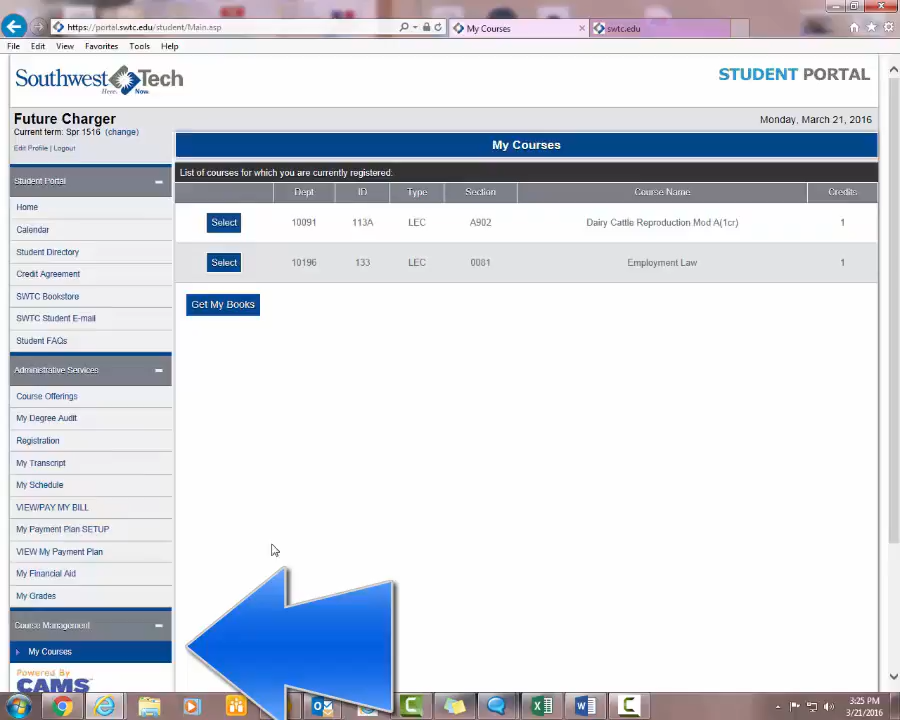 https://portal.swtc.edu/student/Main.asp
My Courses
swtc.edu
File Edit View Favorites Tools Help
Southwest Tech
Here. Now.
STUDENT PORTAL
Future Charger
Current term: Spr 1516 (change)
Monday, March 21, 2016
Edit Profile | Logout
My Courses
List of courses for which you are currently registered.
Dept ID Type Section Course Name Credits
Select 10091 113A LEC A902 Dairy Cattle Reproduction Mod A(1cr) 1
Select 10196 133 LEC 0081 Employment Law 1
Get My Books
Student Portal
Home
Calendar
Student Directory
Credit Agreement
SWTC Bookstore
SWTC Student E-mail
Student FAQs
Administrative Services
Course Offerings
My Degree Audit
Registration
My Transcript
My Schedule
VIEW/PAY MY BILL
My Payment Plan SETUP
VIEW My Payment Plan
My Financial Aid
My Grades
Course Management
My Courses
Powered By
CAMS
3:25 PM
3/21/2016